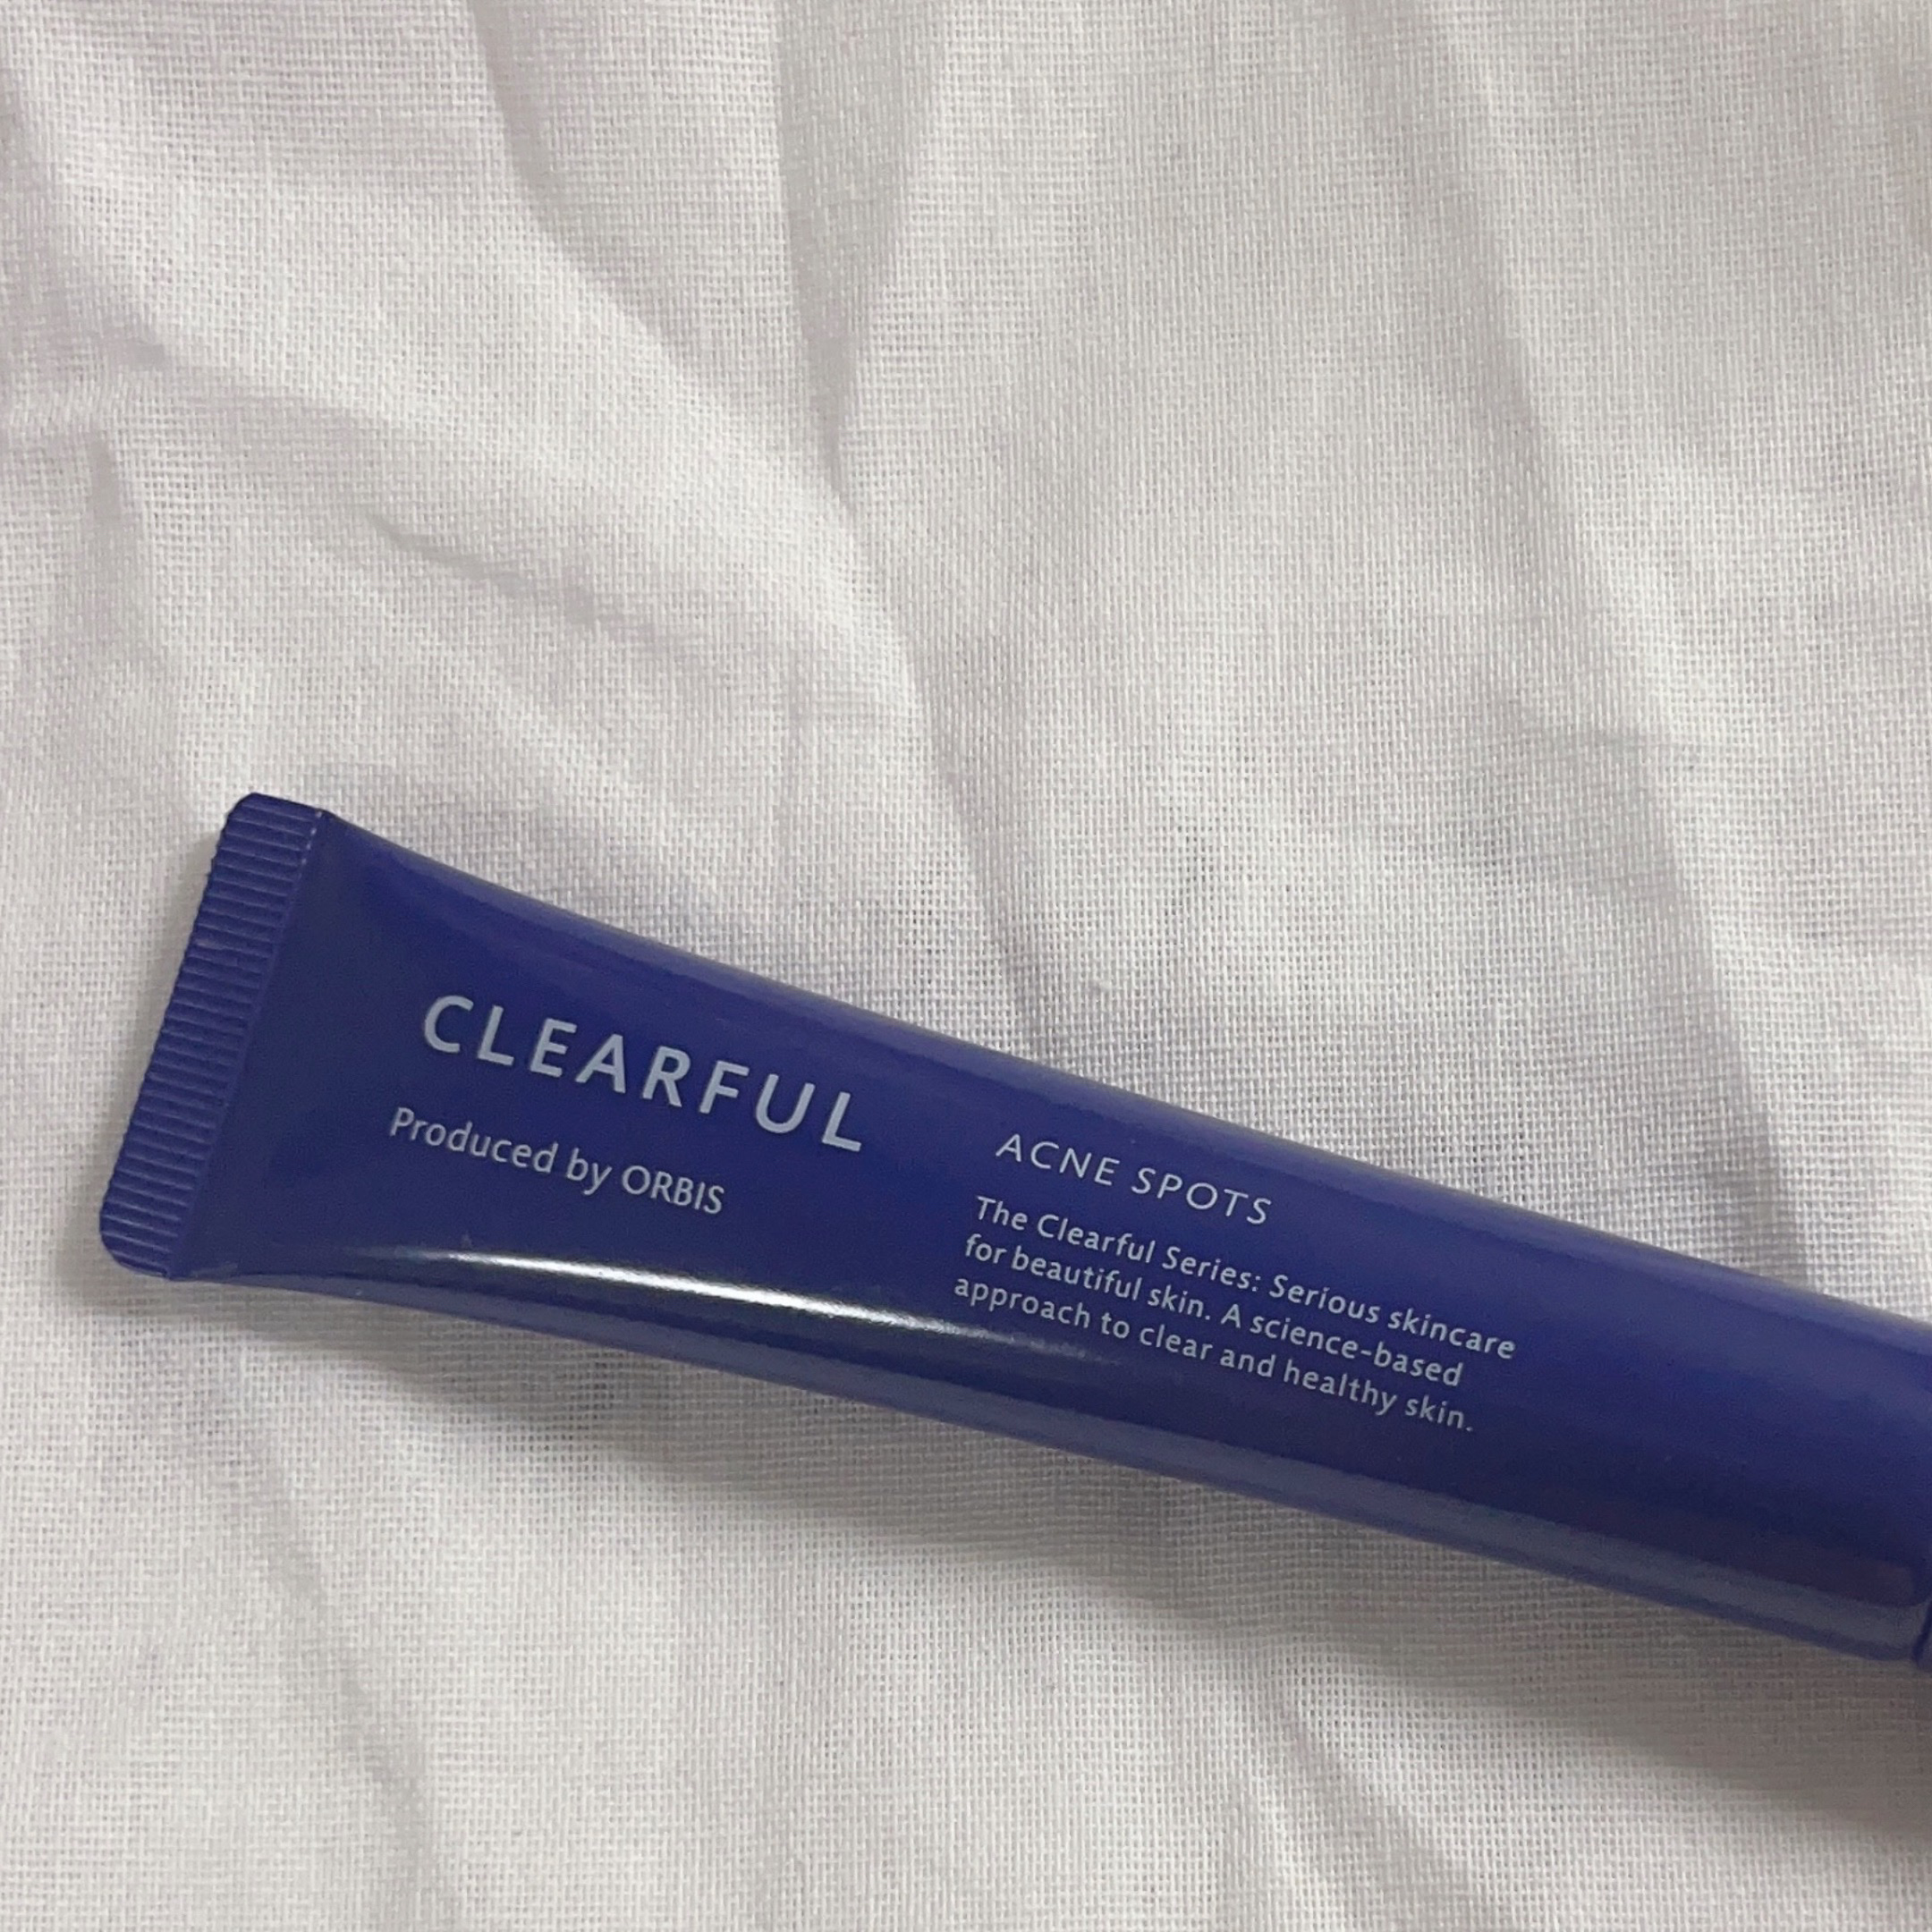 CLEARFUL
Produced by ORBIS
ACNE SPOTS
The Clearful Series: Serious skincare
for beautiful skin. A science-based
approach to clear and healthy skin.